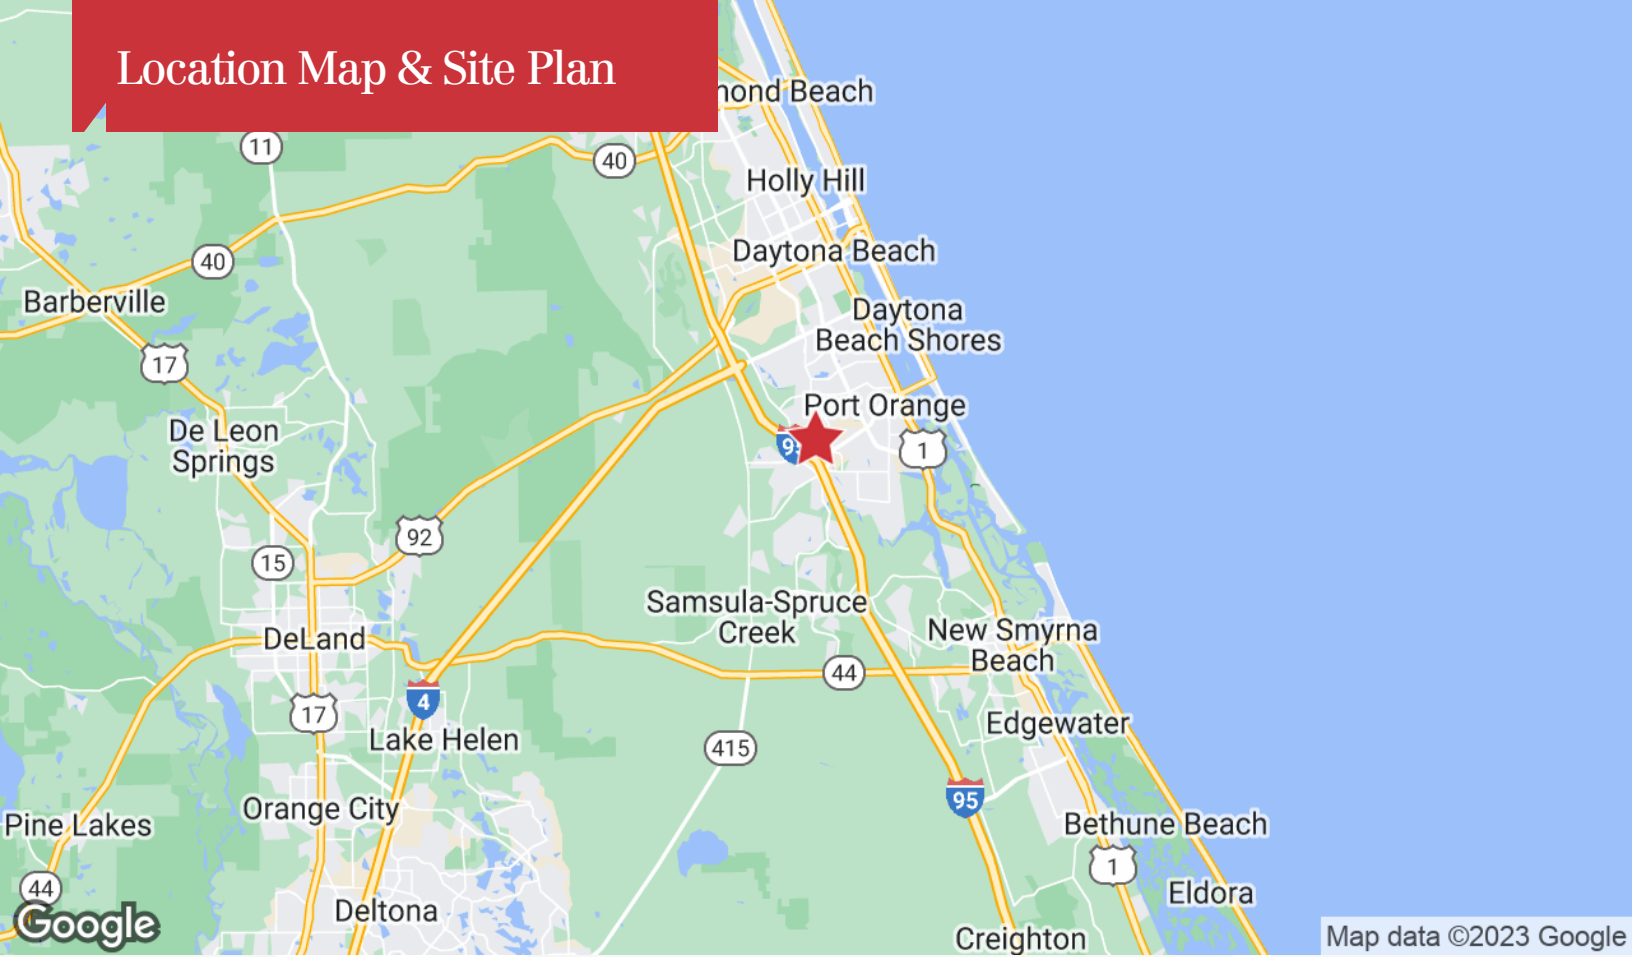 Location Map & Site Plan
mond Beach
11
40
Holly Hill
Daytona Beach
40
Barberville
Daytona
Beach Shores
17
Port Orange
De Leon
Springs
95
1
92
15
Samsula-Spruce
Creek
New Smyrna
Beach
DeLand
44
4
17
Edgewater
Lake Helen
415
95
Orange City
Pine Lakes
Bethune Beach
1
44
Eldora
Deltona
Google
Creighton
Map data ©2023 Google